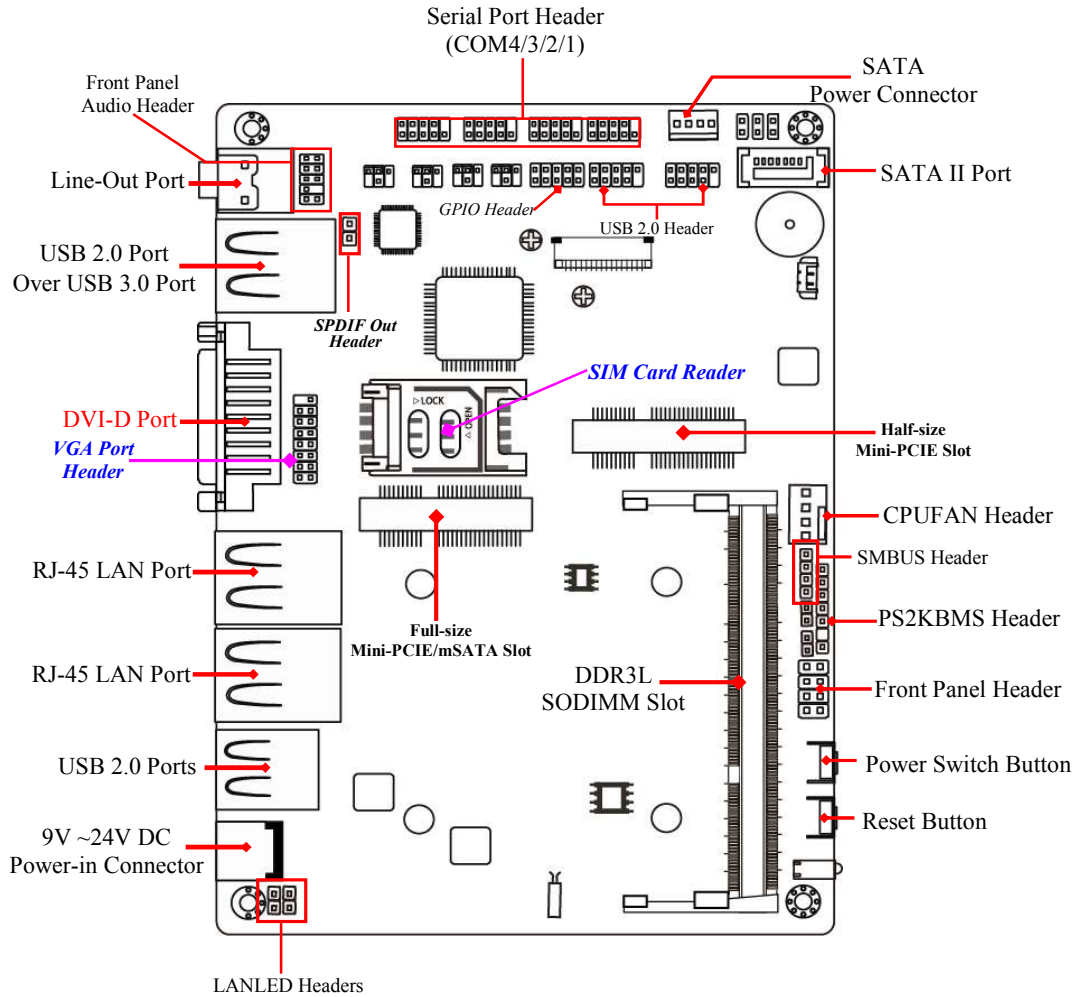 Serial Port Header
(COM4/3/2/1)
Front Panel
Audio Header
SATA
Power Connector
Line-Out Port
SATA II Port
GPIO Header
USB 2.0 Header
USB 2.0 Port
Over USB 3.0 Port
SPDIF Out
Header
SIM Card Reader
▷LOCK
△ OPEN
DVI-D Port
VGA Port
Header
Half-size
Mini-PCIE Slot
CPUFAN Header
SMBUS Header
RJ-45 LAN Port
PS2KBMS Header
Full-size
Mini-PCIE/mSATA Slot
RJ-45 LAN Port
DDR3L
SODIMM Slot
Front Panel Header
USB 2.0 Ports
Power Switch Button
Reset Button
9V ~24V DC
Power-in Connector
LANLED Headers